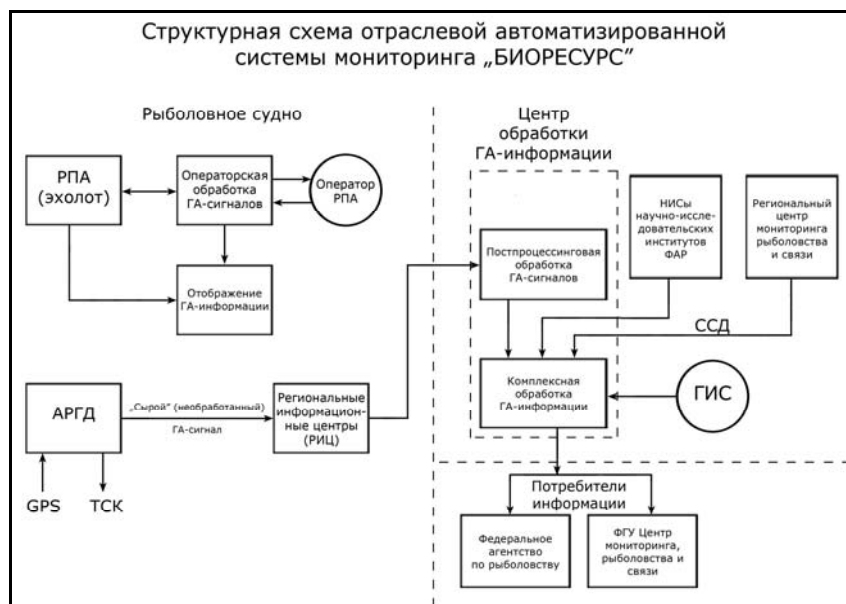 Структурная схема отраслевой автоматизированной
системы мониторинга „БИОРЕСУРС”
Рыболовное судно
РПА
(эхолот)
Операторская
обработка
ГА-сигналов
Оператор
РПА
Отображение
ГА-информации
АРГД
„Сырой” (необработанный)
ГА-сигнал
Региональные
информацион-
ные центры
(РИЦ)
GPS
ТСК
Центр
обработки
ГА-информации
Постпроцессинговая
обработка
ГА-сигналов
НИСы
научно-иссле-
довательских
институтов
ФАР
Региональный
центр
мониторинга
рыболовства
и связи
ССД
Комплексная
обработка
ГА-информации
ГИС
Потребители
информации
Федеральное
агентство
по рыболовству
ФГУ Центр
мониторинга,
рыболовства и
связи